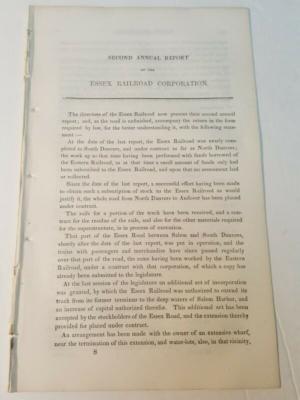 SECOND ANNUAL REPORT
OF THE
ESSEX RAILROAD CORPORATION.
The directors of the Essex Railroad now present their second annual
report; and, as the road is unfinished, accompany the return in the form
required by law, for the better understanding it, with the following state-
ment :—
At the date of the last report, the Essex Railroad was nearly com-
pleted to South Danvers, and under contract as far as North Danvers;
the work up to that time having been performed with funds borrowed of
the Eastern Railroad, as at that time a small amount of funds only had
been subscribed to the Essex Railroad, and upon that no assessment laid
or collected.
Since the date of the last report, a successful effort having been made
to obtain such a subscription of stock to the Essex Railroad as would
justify it, the whole road from North Danvers to Andover has been placed
under contract.
The rails for a portion of the track have been received, and a con-
tract for the residue of the rails, and also for the other materials required
for the superstructure, is in process of execution.
That part of the Essex Road between Salem and South Danvers,
shortly after the date of the last report, was put in operation, and the
trains with passengers and merchandise have since passed regularly
over that part of the road, the same having been worked by the Eastern
Railroad, under a contract with that corporation, of which a copy has
already been submitted to the legislature.
At the last session of the legislature an additional act of incorporation
was granted, by which the Essex Railroad was authorized to extend its
track from its former terminus to the deep waters of Salem Harbor, and
an increase of capital authorized therefor. This additional act has been
accepted by the stockholders of the Essex Road, and the extension thereby
provided for placed under contract.
An arrangement has been made with the owner of an extensive wharf,
near the termination of this extension, and water-lots, also, in that vicinity,
8